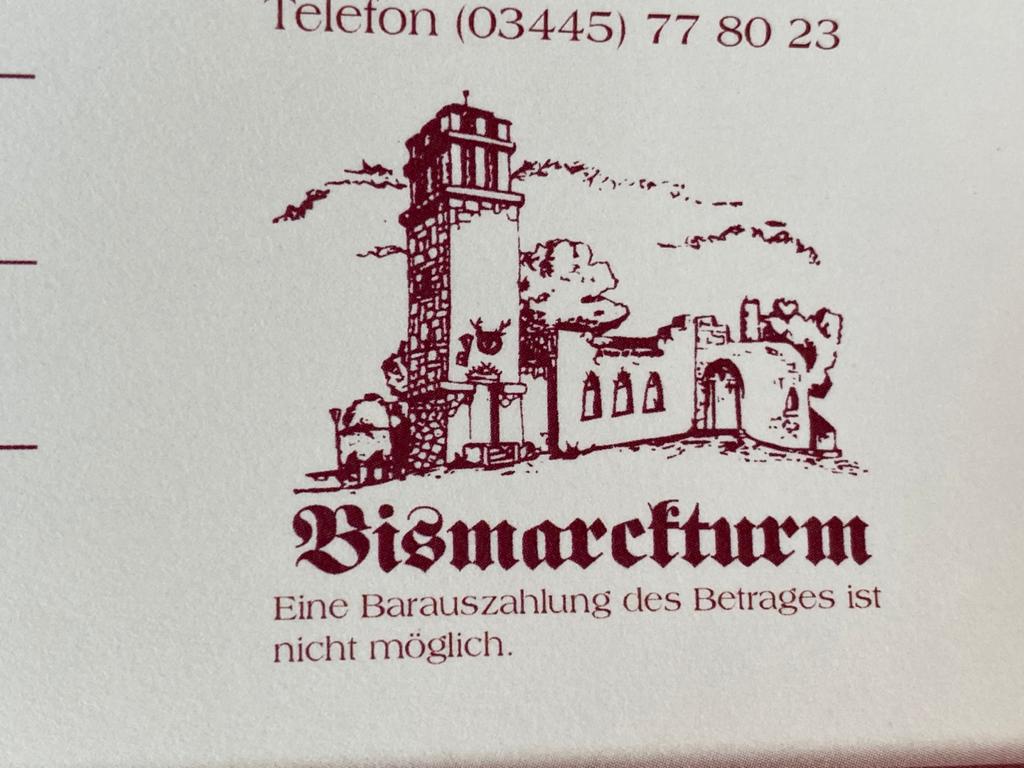 Telefon (03445) 77 80 23
Bismarckturm
Eine Barauszahlung des Betrages ist
nicht möglich.